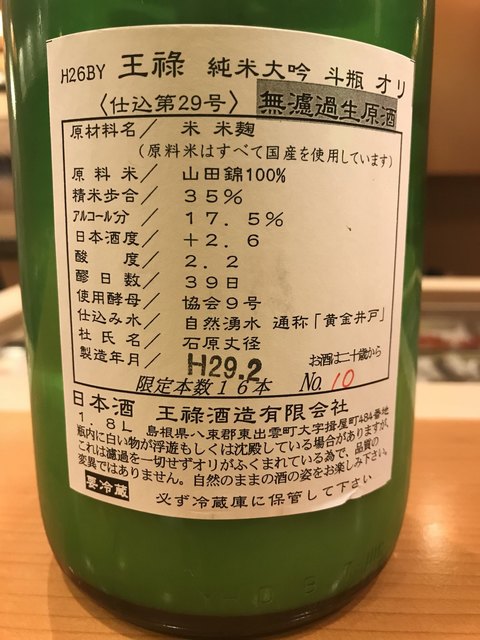 H26BY 王祿 純米大吟 斗瓶 オリ
〈仕込第29号〉 無濾過生原酒
原材料名／ 米 米麹
（原料米はすべて国産を使用しています）
原料米／ 山田錦100%
精米歩合／ 35%
アルコール分／ 17.5%
日本酒度／ +2.6
酸度／ 2.2
醪日数／ 39日
使用酵母／ 協会9号
仕込み水／ 自然湧水 通称「黄金井戸」
杜氏名／ 石原丈径
製造年月／ H29.2 お酒は二十歳から
限定本数16本 No. 10
日本酒 王祿酒造有限会社
1.8L 島根県八束郡東出雲町大字揖屋町484番地
瓶内に白い物が浮遊もしくは沈殿している場合がありますが、
これは濾過を一切せずオリがふくまれている為で、品質の
変異ではありません。自然のままの酒の姿をお楽しみ下さい。
要冷蔵 必ず冷蔵庫に保管して下さい